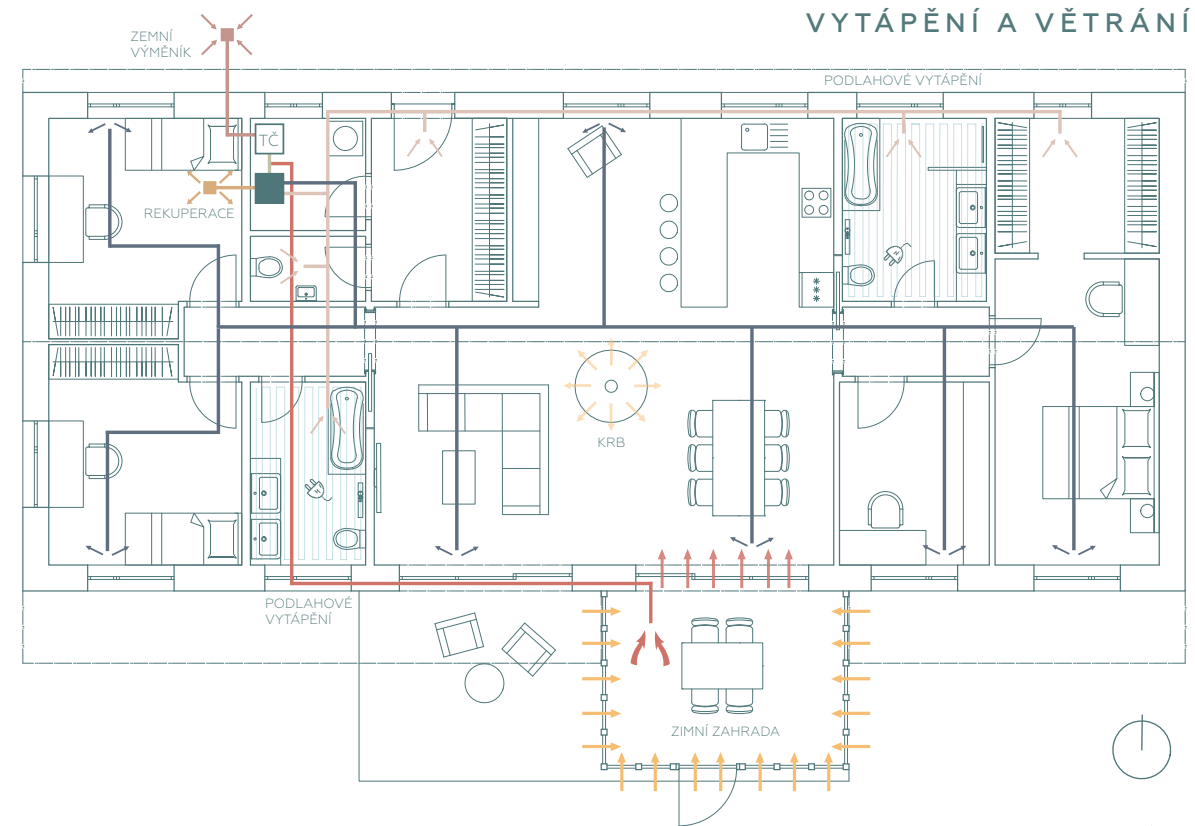 VYTÁPĚNÍ A VĚTRÁNÍ
ZEMNÍ
VÝMĚNÍK
PODLAHOVÉ VYTÁPĚNÍ
TČ
REKUPERACE
KRB
PODLAHOVÉ
VYTÁPĚNÍ
ZIMNÍ ZAHRADA